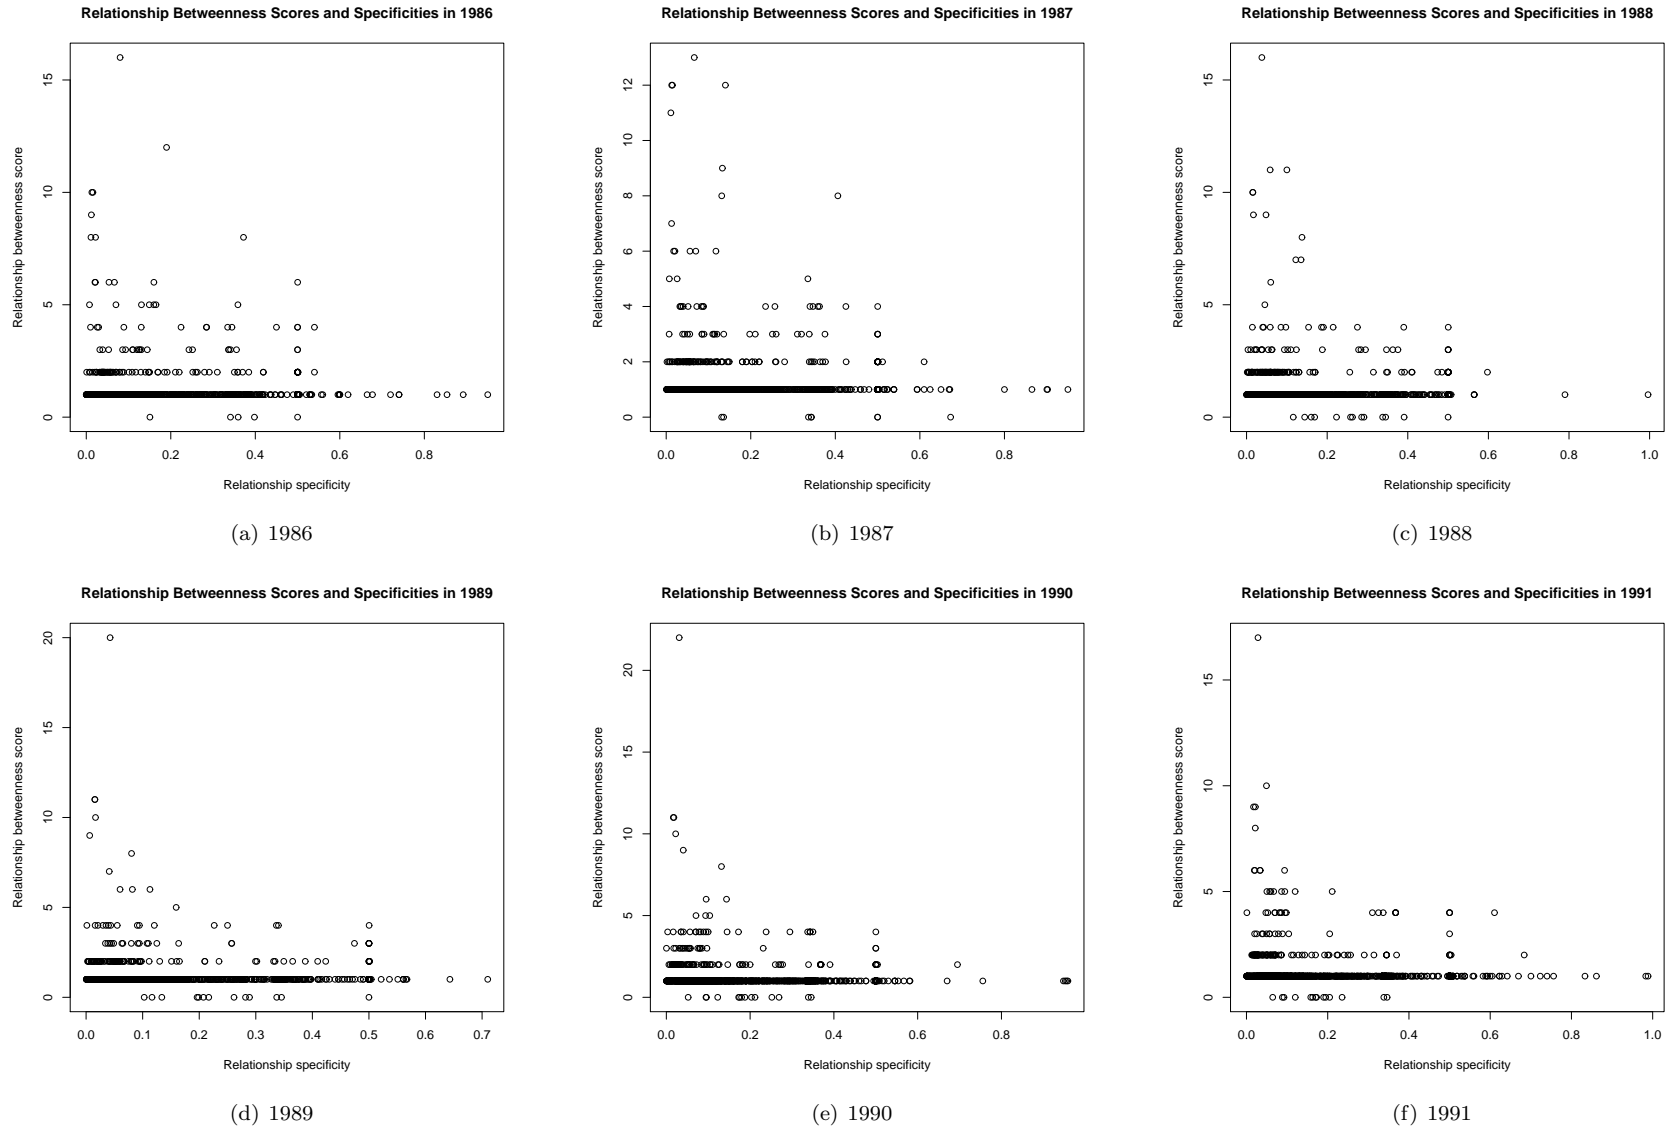 Relationship Betweenness Scores and Specificities in 1986
Relationship betweenness score
15
10
5
0
0.0 0.2 0.4 0.6 0.8
Relationship specificity
(a) 1986
Relationship Betweenness Scores and Specificities in 1987
Relationship betweenness score
12
10
8
6
4
2
0
0.0 0.2 0.4 0.6 0.8
Relationship specificity
(b) 1987
Relationship Betweenness Scores and Specificities in 1988
Relationship betweenness score
15
10
5
0
0.0 0.2 0.4 0.6 0.8 1.0
Relationship specificity
(c) 1988
Relationship Betweenness Scores and Specificities in 1989
Relationship betweenness score
20
15
10
5
0
0.0 0.1 0.2 0.3 0.4 0.5 0.6 0.7
Relationship specificity
(d) 1989
Relationship Betweenness Scores and Specificities in 1990
Relationship betweenness score
20
15
10
5
0
0.0 0.2 0.4 0.6 0.8
Relationship specificity
(e) 1990
Relationship Betweenness Scores and Specificities in 1991
Relationship betweenness score
15
10
5
0
0.0 0.2 0.4 0.6 0.8 1.0
Relationship specificity
(f) 1991